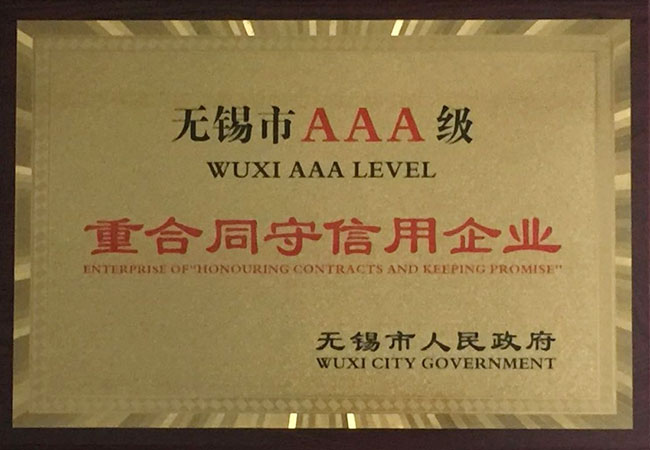 无锡市AAA级
WUXI AAA LEVEL
重合同守信用企业
ENTERPRISE OF"HONOURING CONTRACTS AND KEEPING PROMISE"
无锡市人民政府
WUXI CITY GOVERNMENT